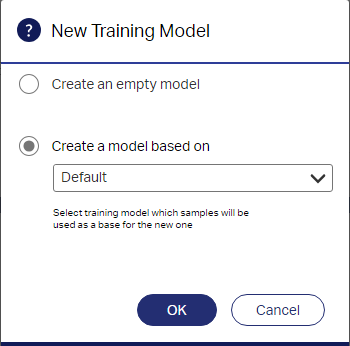 ? New Training Model
Create an empty model
Create a model based on
Default
Select training model which samples will be
used as a base for the new one
OK Cancel